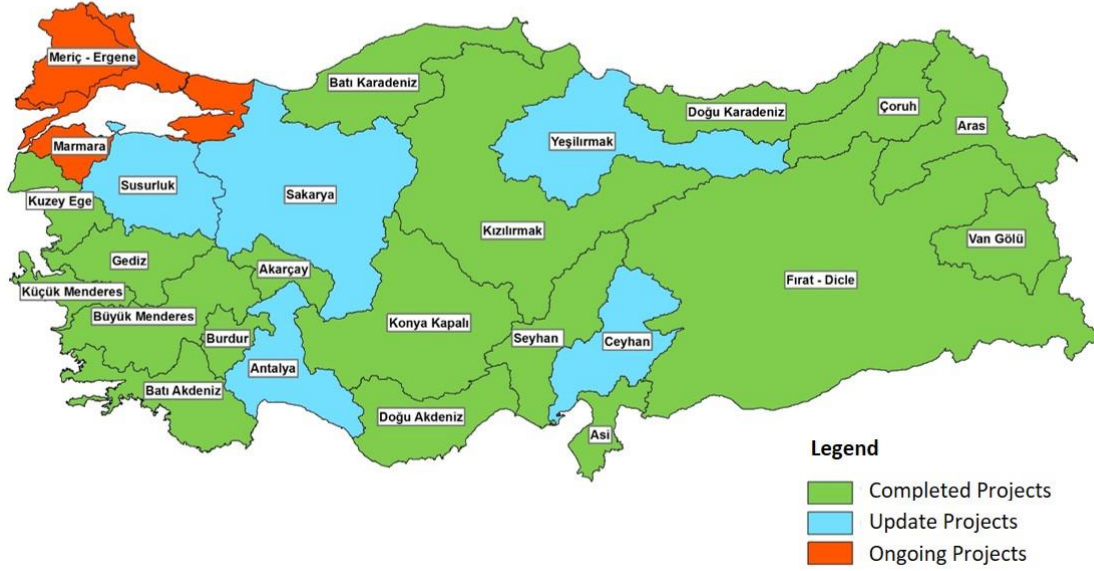 Meriç - Ergene
Batı Karadeniz
Doğu Karadeniz
Çoruh
Aras
Marmara
Yeşilırmak
Susurluk
Sakarya
Kuzey Ege
Kızılırmak
Van Gölü
Gediz
Akarçay
Fırat - Dicle
Küçük Menderes
Büyük Menderes
Konya Kapalı
Burdur
Seyhan
Ceyhan
Antalya
Batı Akdeniz
Doğu Akdeniz
Asi
Legend
Completed Projects
Update Projects
Ongoing Projects